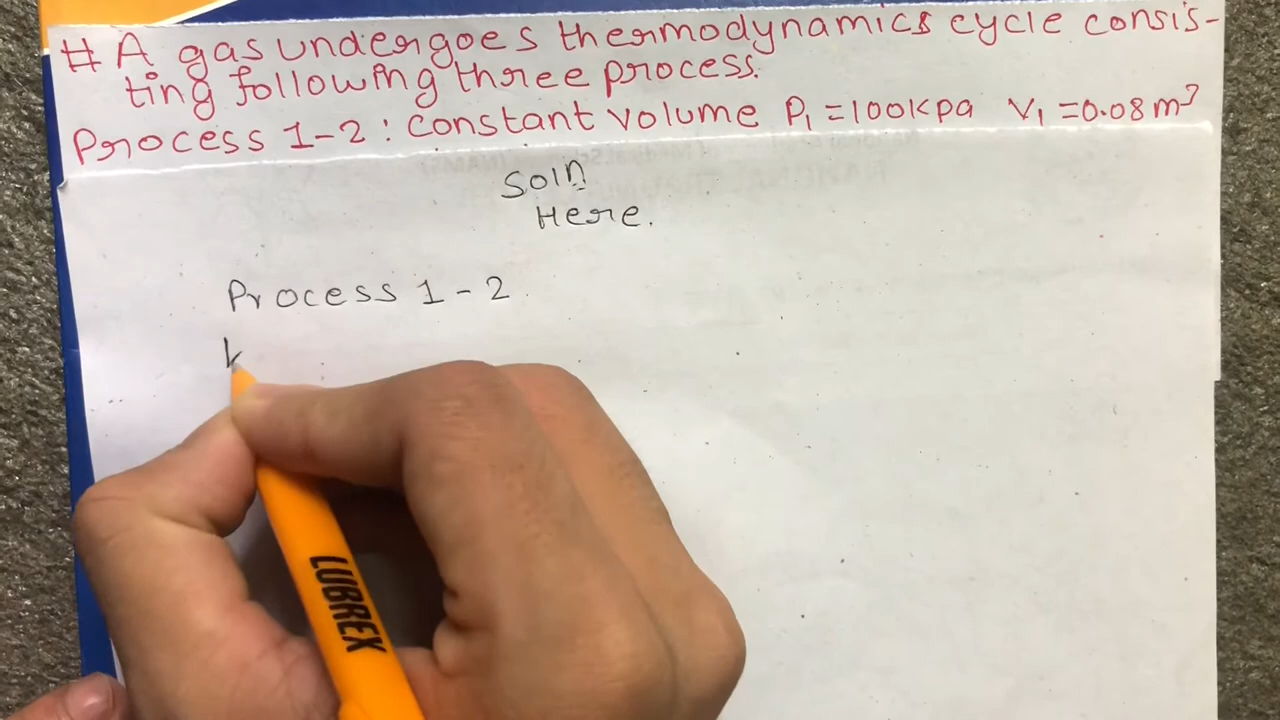 # A gas undergoes thermodynamics cycle consis-
ting following three process.
Process 1-2: constant volume P₁ = 100kpa V₁ = 0.08 m³
Soln
Here.
Process 1-2
LUBREX